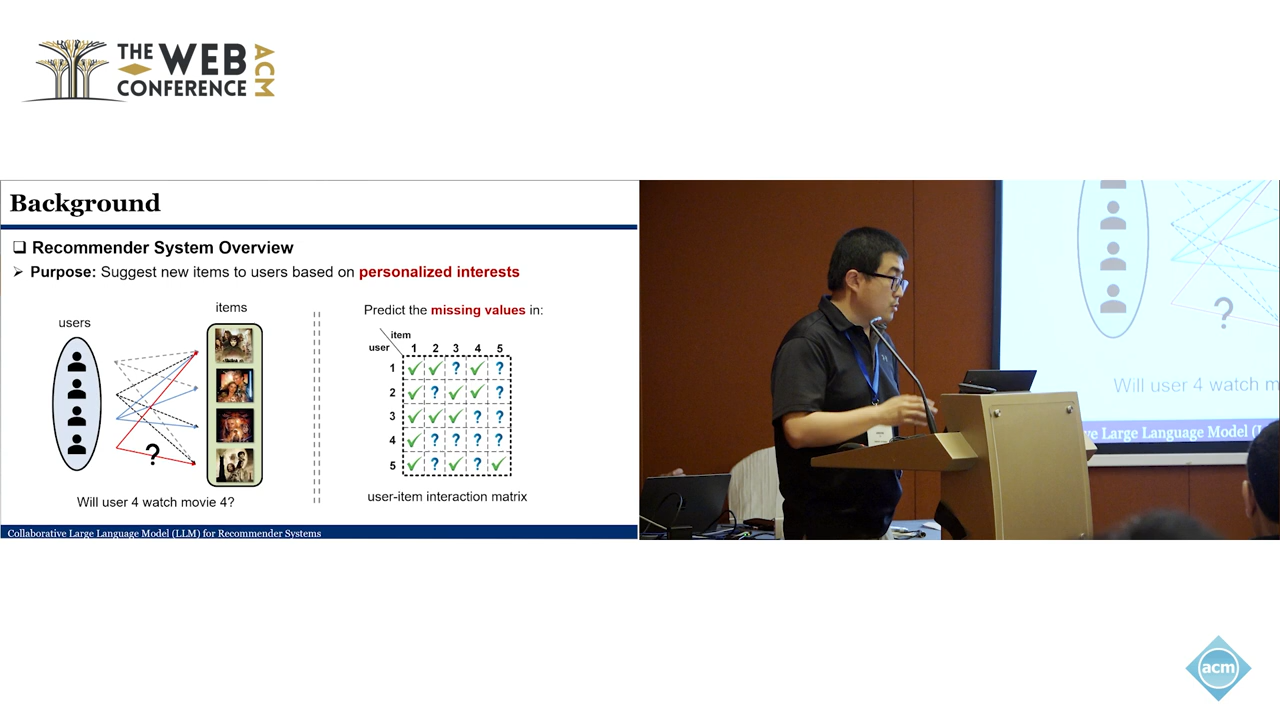 THE WEB
CONFERENCE
ACM
Background
❑ Recommender System Overview
➢ Purpose: Suggest new items to users based on personalized interests
users
items
?
Will user 4 watch movie 4?
Predict the missing values in:
item
user
1 2 3 4 5
1 ✓ ✓ ? ✓ ?
2 ✓ ? ✓ ✓ ?
3 ✓ ✓ ✓ ? ?
4 ✓ ? ? ? ?
5 ✓ ? ✓ ? ✓
user-item interaction matrix
Collaborative Large Language Model (LLM) for Recommender Systems
?
Will user 4 watch m
ve Large Language Model (L
acm